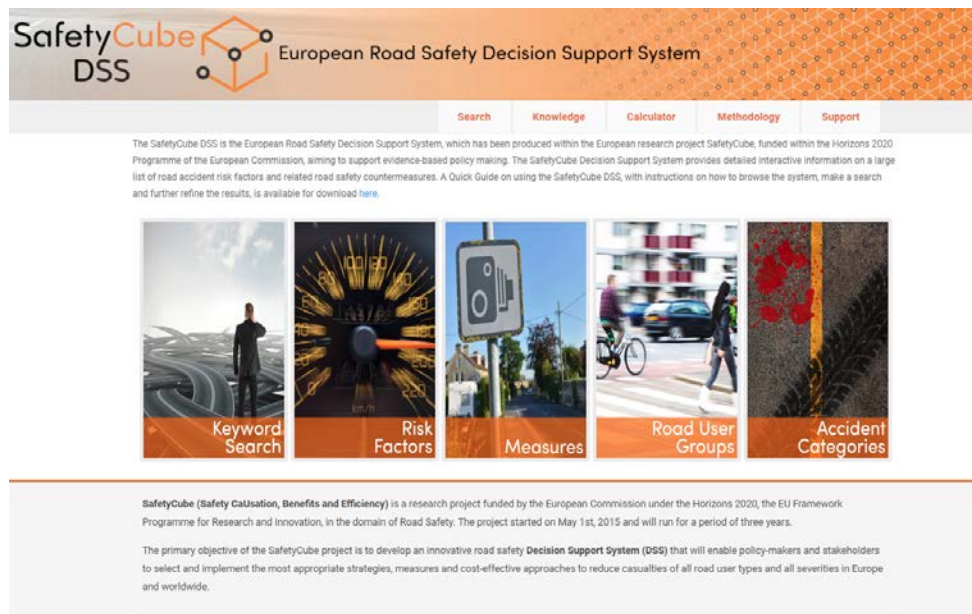 SafetyCube
DSS
European Road Safety Decision Support System
Search Knowledge Calculator Methodology Support
The SafetyCube DSS is the European Road Safety Decision Support System, which has been produced within the European research project SafetyCube, funded within the Horizons 2020
Programme of the European Commission, aiming to support evidence-based policy making. The SafetyCube Decision Support System provides detailed interactive information on a large
list of road accident risk factors and related road safety countermeasures. A Quick Guide on using the SafetyCube DSS, with instructions on how to browse the system, make a search
and further refine the results, is available for download here.
Keyword
Search
0
60
80
100
120
140
220
km/h
Risk
Factors
Measures
Road User
Groups
Accident
Categories
SafetyCube (Safety CaUsation, Benefits and Efficiency) is a research project funded by the European Commission under the Horizons 2020, the EU Framework
Programme for Research and Innovation, in the domain of Road Safety. The project started on May 1st, 2015 and will run for a period of three years.
The primary objective of the SafetyCube project is to develop an innovative road safety Decision Support System (DSS) that will enable policy-makers and stakeholders
to select and implement the most appropriate strategies, measures and cost-effective approaches to reduce casualties of all road user types and all severities in Europe
and worldwide.